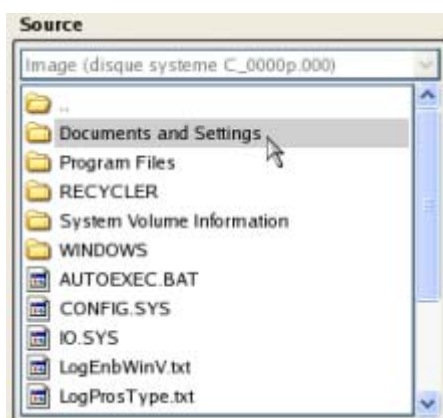 Source
Image (disque systeme C_0000p.000)
..
Documents and Settings
Program Files
RECYCLER
System Volume Information
WINDOWS
AUTOEXEC.BAT
CONFIG.SYS
IO.SYS
LogEnbWinV.txt
LogProsType.txt